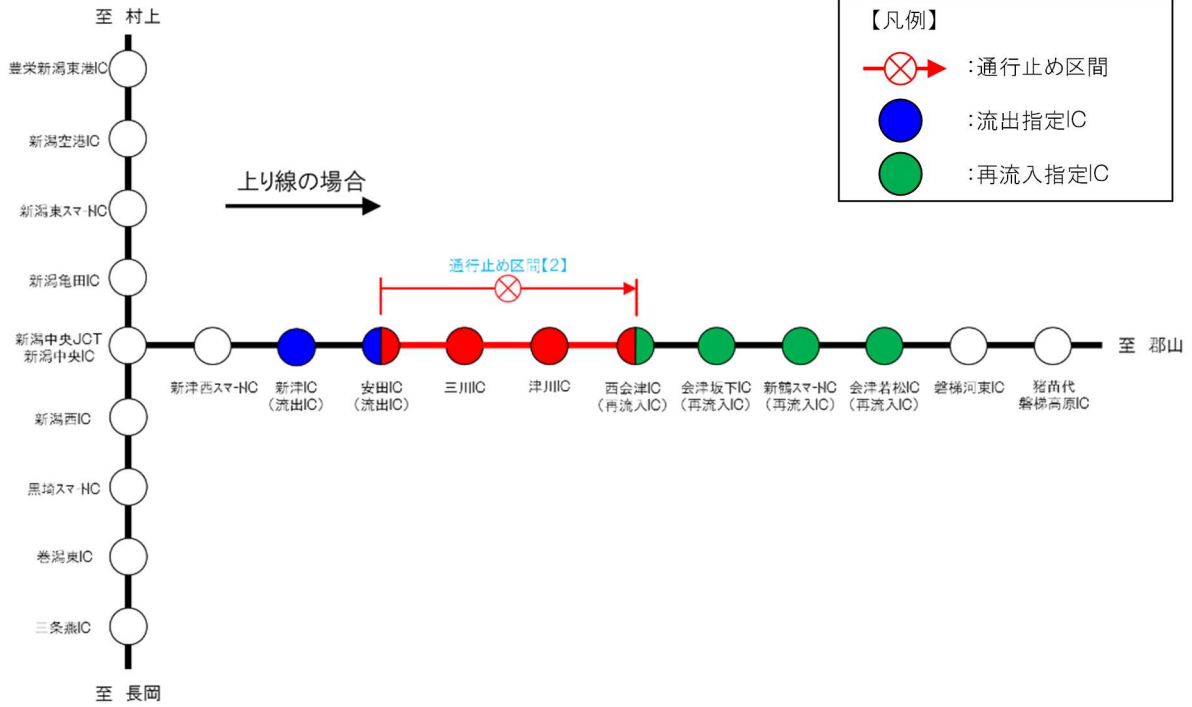 至 村上
豊栄新潟東港IC
新潟空港IC
新潟東スマートIC
新潟亀田IC
新潟中央JCT
新潟中央IC
新潟西IC
黒埼スマートIC
巻潟東IC
三条燕IC
至 長岡
上り線の場合
通行止め区間【2】
新津西スマートIC
新津IC
(流出IC)
安田IC
(流出IC)
三川IC
津川IC
西会津IC
(再流入IC)
会津坂下IC
(再流入IC)
新鶴スマートIC
(再流入IC)
会津若松IC
(再流入IC)
磐梯河東IC
猪苗代
磐梯高原IC
至 郡山
【凡例】
:通行止め区間
:流出指定IC
:再流入指定IC